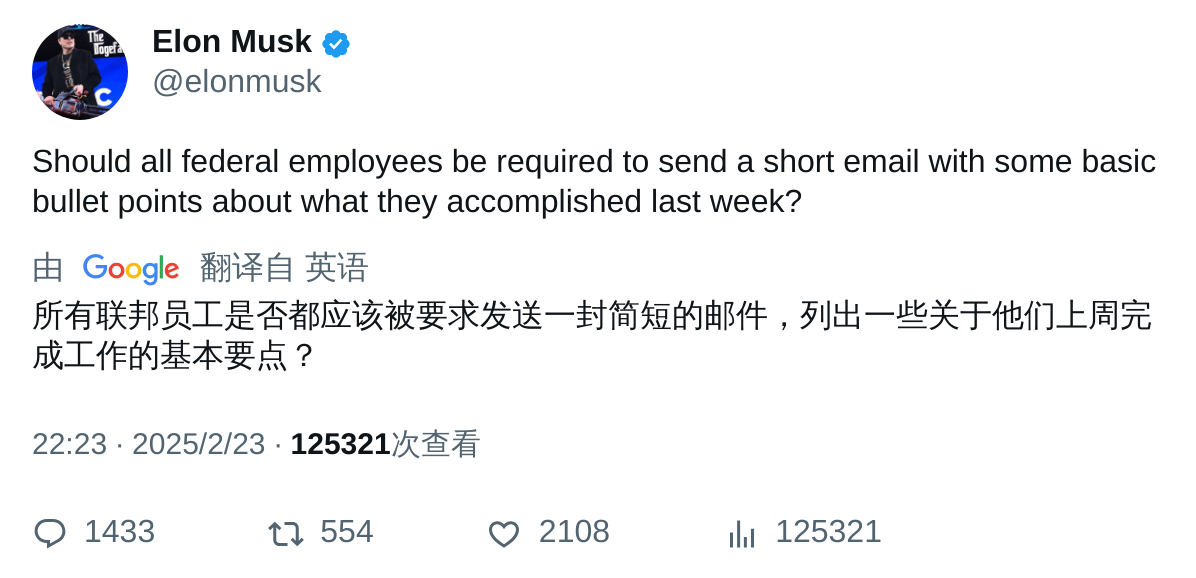 The
Dogefa
C
Elon Musk
@elonmusk
Should all federal employees be required to send a short email with some basic
bullet points about what they accomplished last week?
由 Google 翻译自 英语
所有联邦员工是否都应该被要求发送一封简短的邮件，列出一些关于他们上周完
成工作的基本要点？
22:23 · 2025/2/23 · 125321次查看
1433 554 2108 125321